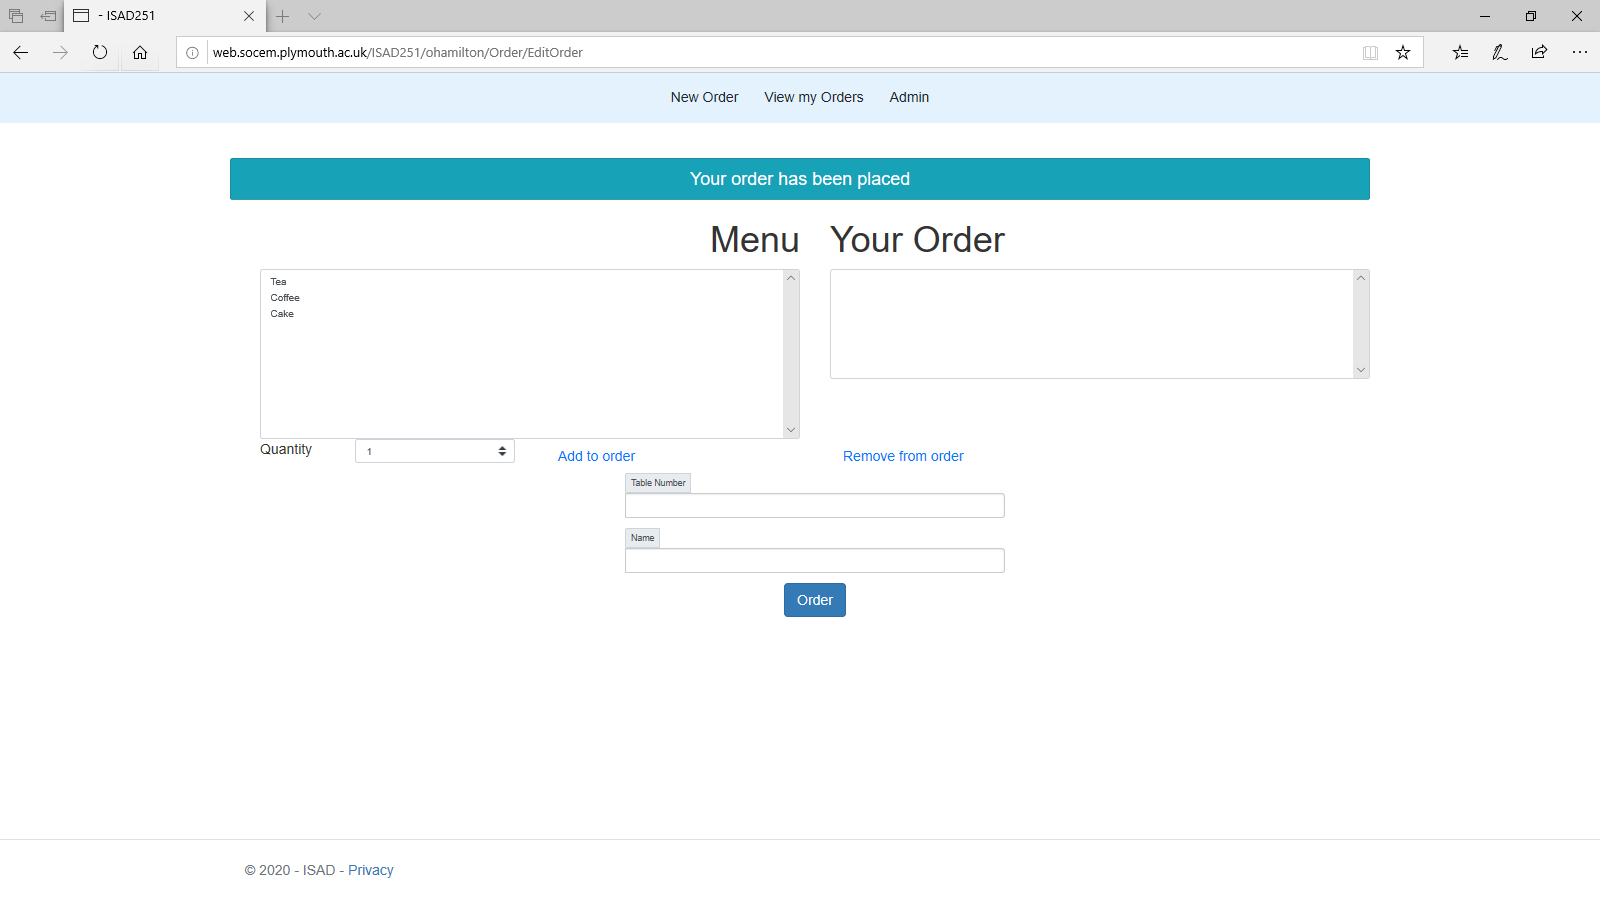 - ISAD251
web.socem.plymouth.ac.uk/ISAD251/ohamilton/Order/EditOrder
New Order View my Orders Admin
Your order has been placed
Menu
Your Order
Tea
Coffee
Cake
Quantity
1
Add to order
Remove from order
Table Number
Name
Order
© 2020 - ISAD - Privacy